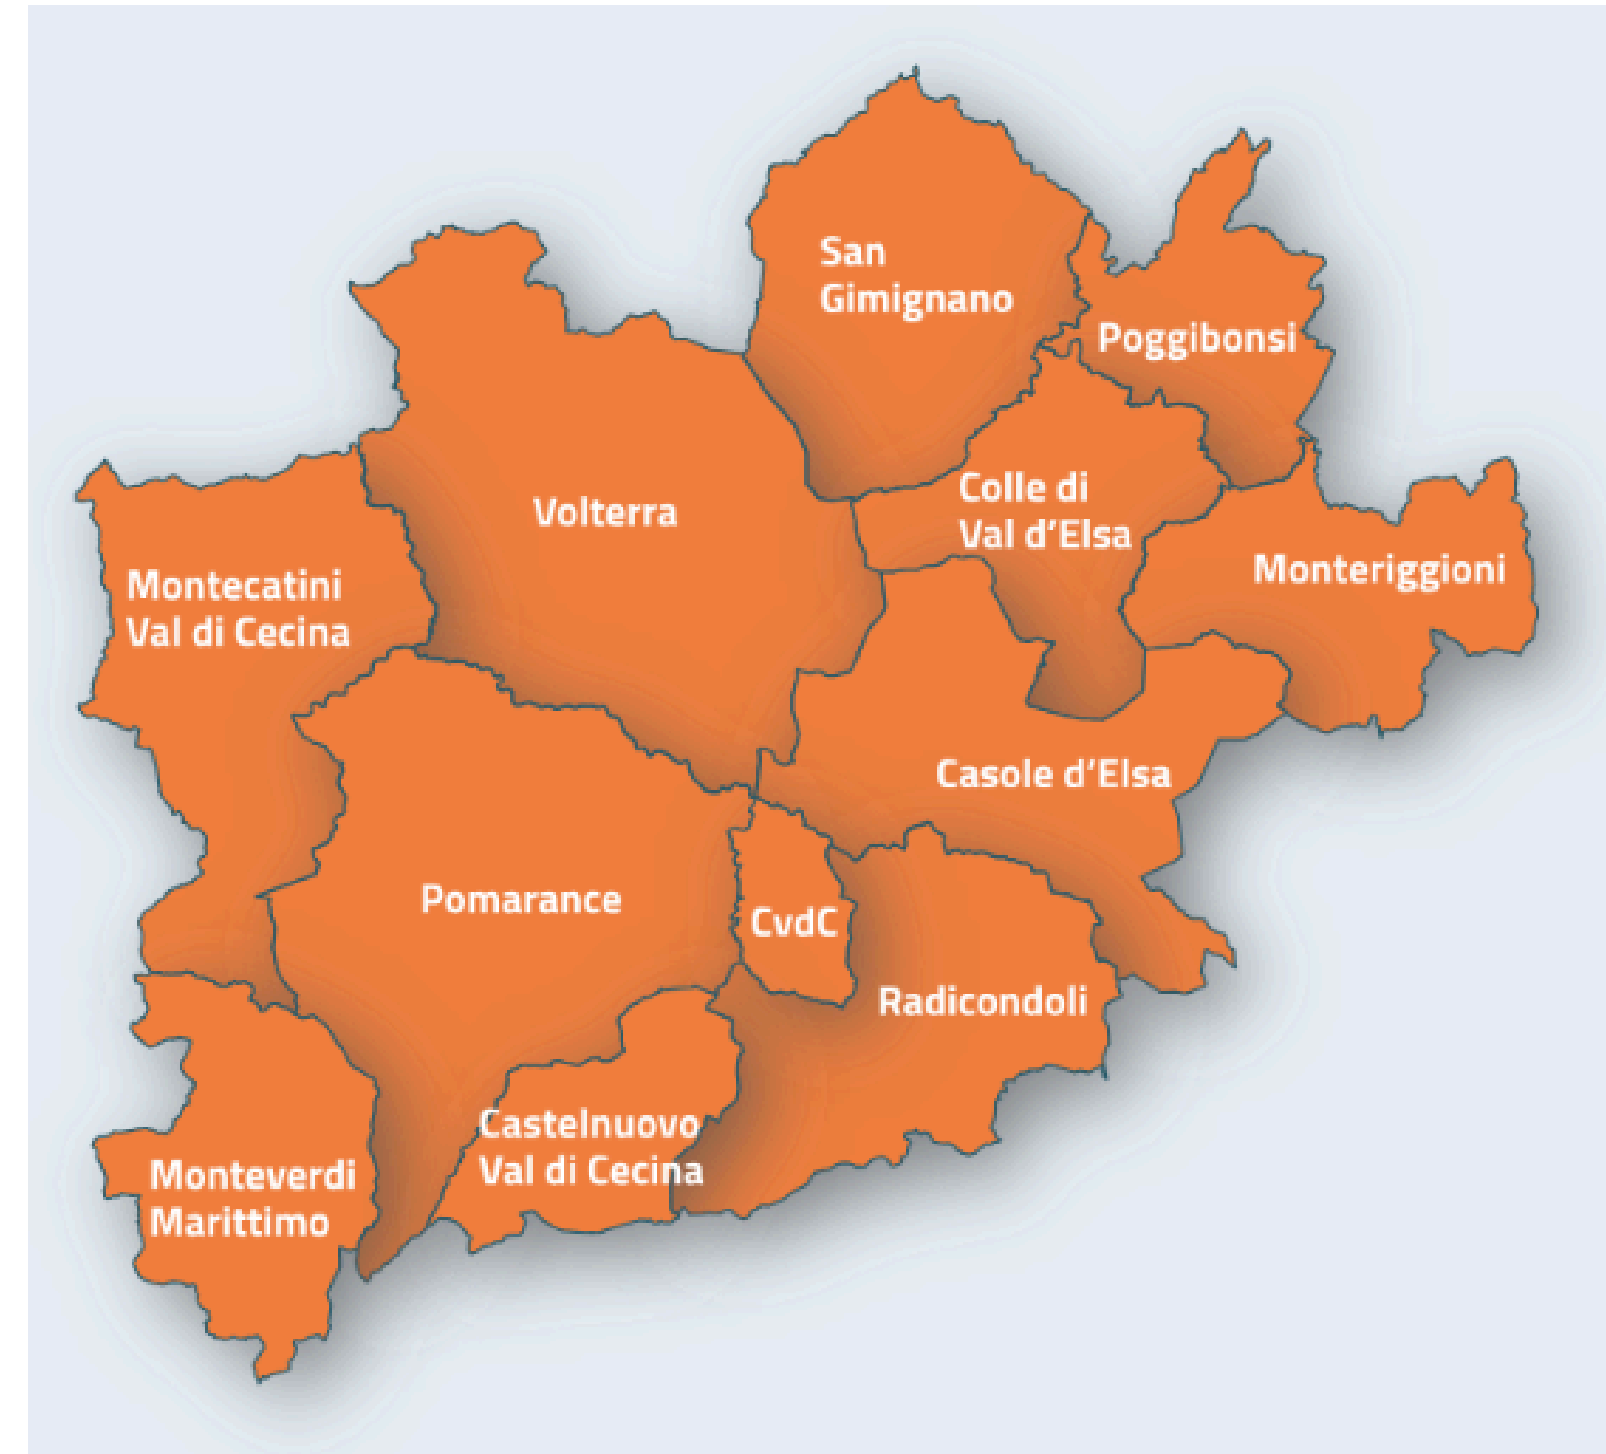 San
Gimignano
Poggibonsi
Volterra
Colle di
Val d'Elsa
Monteriggioni
Montecatini
Val di Cecina
Casole d'Elsa
Pomarance
CvdC
Radicondoli
Castelnuovo
Val di Cecina
Monteverdi
Marittimo